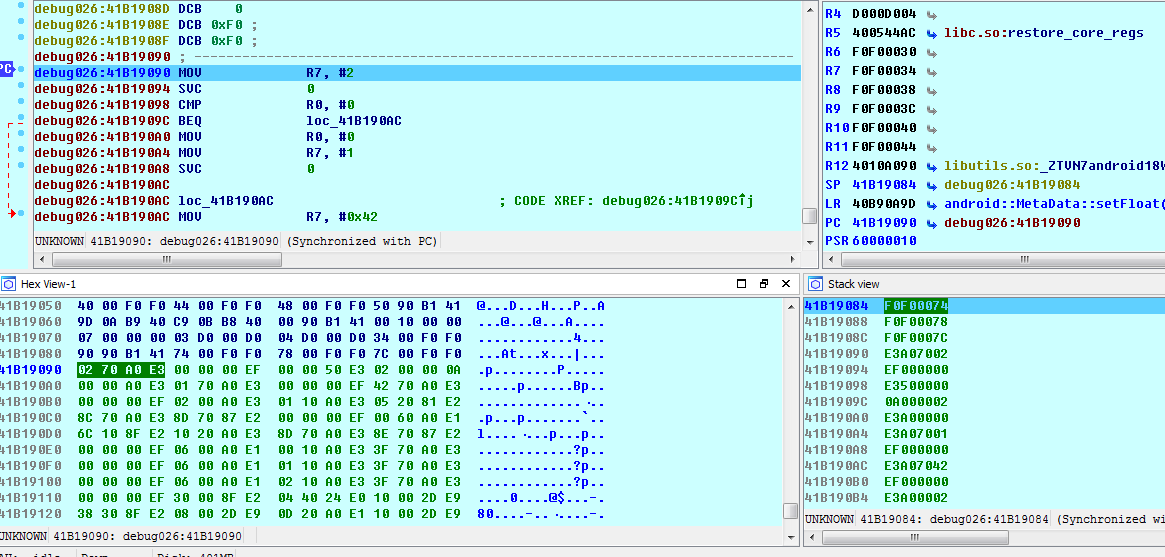 debug026:41B1908D DCB    0
debug026:41B1908E DCB 0xF0 ;
debug026:41B1908F DCB 0xF0 ;
debug026:41B19090 ; ---------------------------------------------------------------------------
debug026:41B19090 MOV             R7, #2
debug026:41B19094 SVC             0
debug026:41B19098 CMP             R0, #0
debug026:41B1909C BEQ             loc_41B190AC
debug026:41B190A0 MOV             R0, #0
debug026:41B190A4 MOV             R7, #1
debug026:41B190A8 SVC             0
debug026:41B190AC
debug026:41B190AC loc_41B190AC                            ; CODE XREF: debug026:41B1909C↑j
debug026:41B190AC MOV             R7, #0x42
PC
UNKNOWN 41B19090: debug026:41B19090 (Synchronized with PC)
R4 D000D004
R5 400544AC libc.so:restore_core_regs
R6 F0F00030
R7 F0F00034
R8 F0F00038
R9 F0F0003C
R10 F0F00040
R11 F0F00044
R12 4010A090 libutils.so:_ZTVN7android18
SP 41B19084 debug026:41B19084
LR 40B90A9D android::MetaData::setFloat(
PC 41B19090 debug026:41B19090
PSR 60000010
Hex View-1
41B19050 40 00 F0 F0 44 00 F0 F0 48 00 F0 F0 50 90 B1 41 @...D...H...P..A
41B19060 9D 0A B9 40 C9 0B B8 40 00 90 B1 41 00 10 00 00 ...@...@...A....
41B19070 07 00 00 00 03 D0 00 D0 04 D0 00 D0 34 00 F0 F0 ............4...
41B19080 90 90 B1 41 74 00 F0 F0 78 00 F0 F0 7C 00 F0 F0 ...At...x...|...
41B19090 02 70 A0 E3 00 00 00 EF 00 00 50 E3 02 00 00 0A .p........P.....
41B190A0 00 00 A0 E3 01 70 A0 E3 00 00 00 EF 42 70 A0 E3 .....p......Bp..
41B190B0 00 00 00 EF 02 00 A0 E3 01 10 A0 E3 05 20 81 E2
41B190C0 8C 70 A0 E3 8D 70 87 E2 00 00 00 EF 00 60 A0 E1 .p...p.......`..
41B190D0 6C 10 8F E2 10 20 A0 E3 8D 70 A0 E3 8E 70 87 E2 l.... ...p...p..
41B190E0 00 00 00 EF 06 00 A0 E1 00 10 A0 E3 3F 70 A0 E3 ............?p..
41B190F0 00 00 00 EF 06 00 A0 E1 01 10 A0 E3 3F 70 A0 E3 ............?p..
41B19100 00 00 00 EF 06 00 A0 E1 02 10 A0 E3 3F 70 A0 E3 ............?p..
41B19110 00 00 00 EF 30 00 8F E2 04 40 24 E0 10 00 2D E9 ....0....@$...-.
41B19120 38 30 8F E2 08 00 2D E9 0D 20 A0 E1 10 00 2D E9 80....-.. ....-.
UNKNOWN 41B19090: debug026:41B19090
Stack view
41B19084 F0F00074
41B19088 F0F00078
41B1908C F0F0007C
41B19090 E3A07002
41B19094 EF000000
41B19098 E3500000
41B1909C 0A000002
41B190A0 E3A00000
41B190A4 E3A07001
41B190A8 EF000000
41B190AC E3A07042
41B190B0 EF000000
41B190B4 E3A00002
UNKNOWN 41B19084: debug026:41B19084 (Synchronized wi